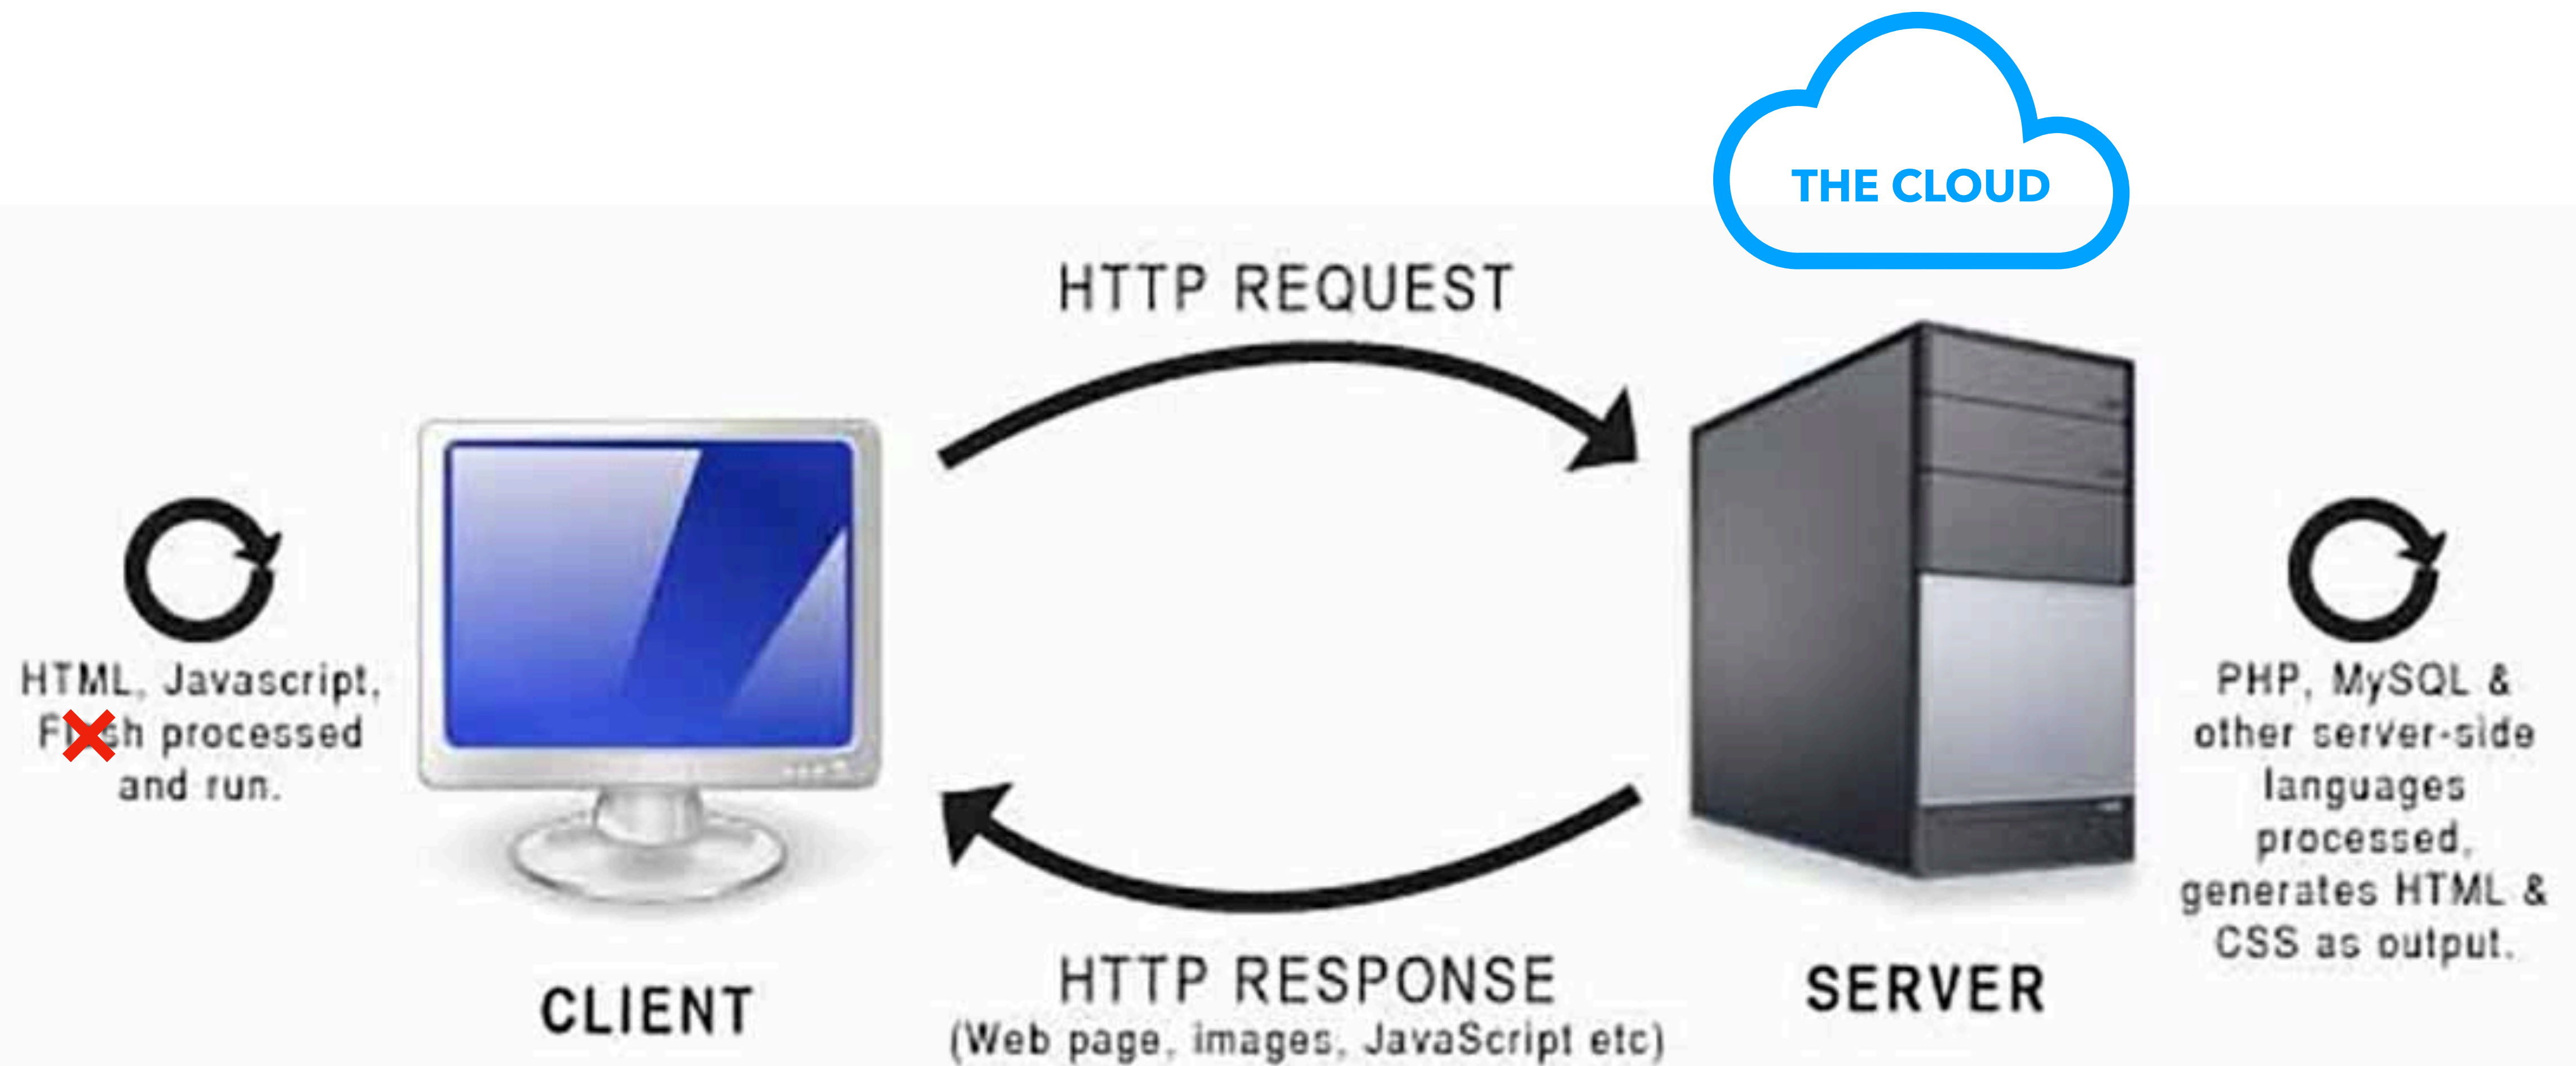 THE CLOUD
HTTP REQUEST
HTML, Javascript,
Flash processed
and run.
PHP, MySQL &
other server-side
languages
processed,
generates HTML &
CSS as output.
CLIENT
HTTP RESPONSE
(Web page, images, JavaScript etc)
SERVER